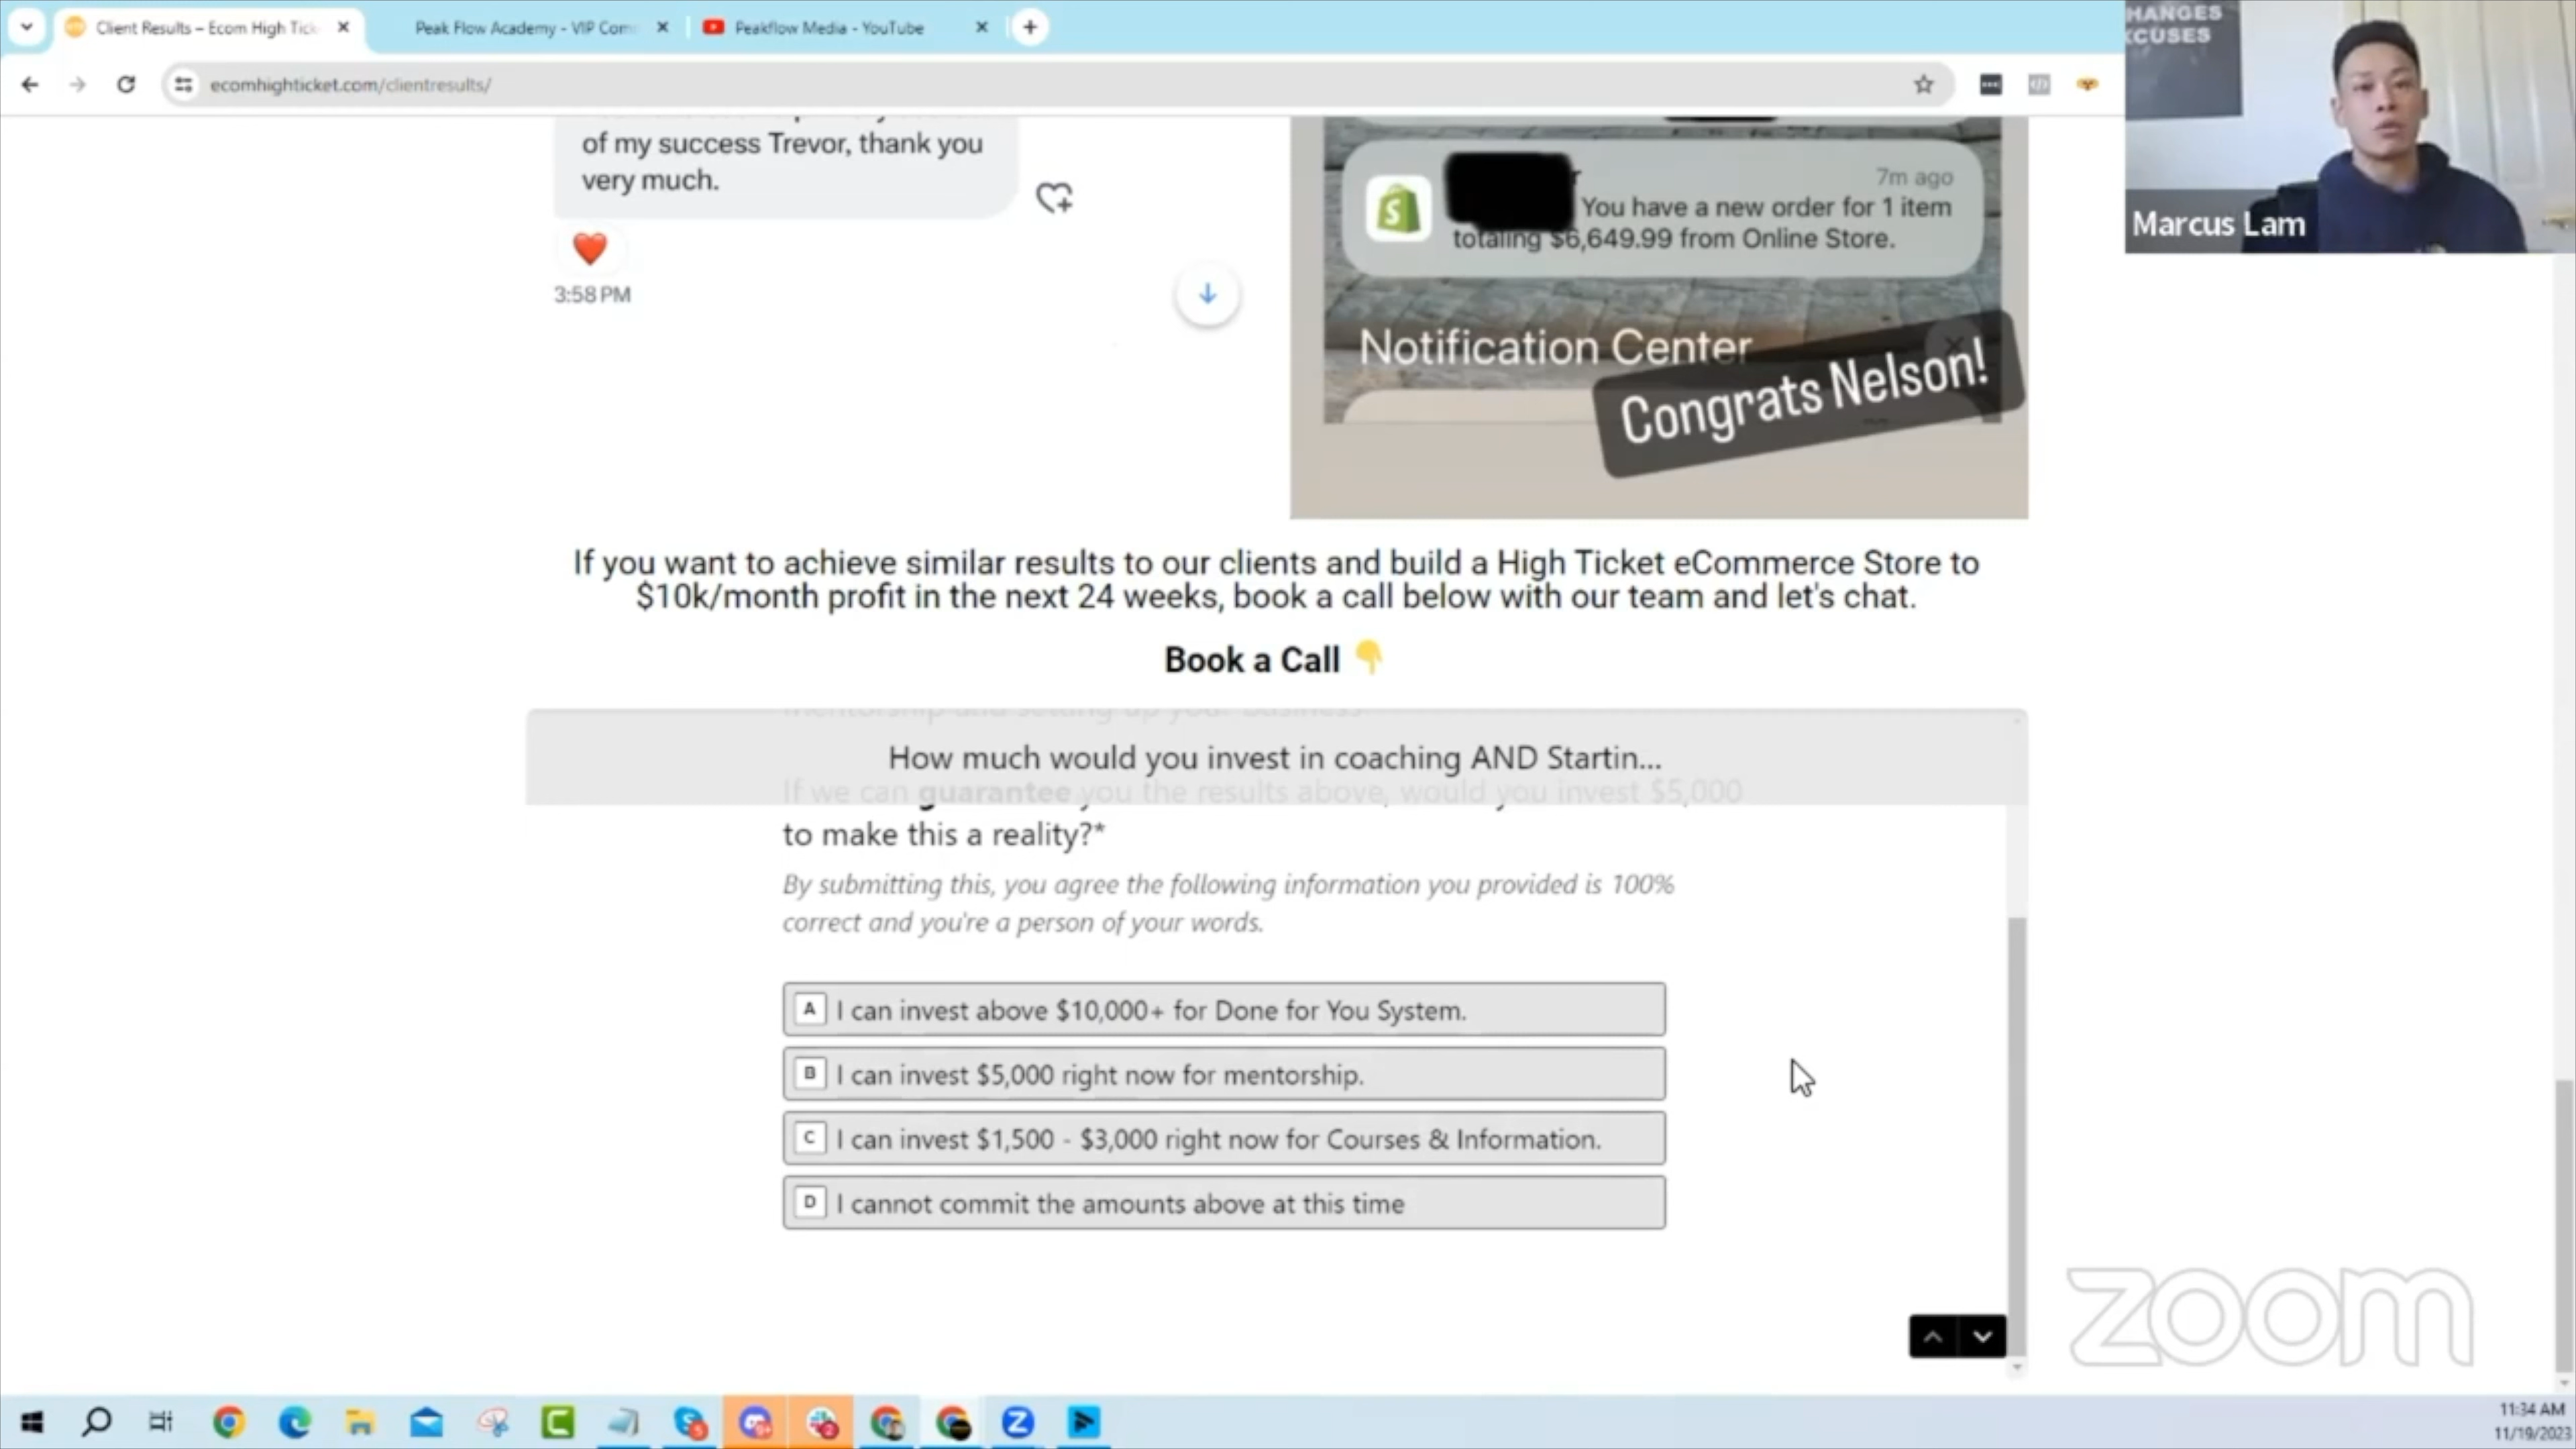 Client Results – Ecom High Tick
Peak Flow Academy - VIP Com
Peakflow Media - YouTube
ecomhighticket.com/clientresults/
HANGES
CUSES
Marcus Lam
of my success Trevor, thank you
very much.
3:58 PM
7m ago
You have a new order for 1 item
totaling $6,649.99 from Online Store.
Notification Center
Congrats Nelson!
If you want to achieve similar results to our clients and build a High Ticket eCommerce Store to
$10k/month profit in the next 24 weeks, book a call below with our team and let's chat.
Book a Call
How much would you invest in coaching AND Startin...
If we can guarantee you the results above, would you invest $5,000
to make this a reality?*
By submitting this, you agree the following information you provided is 100%
correct and you're a person of your words.
A I can invest above $10,000+ for Done for You System.
B I can invest $5,000 right now for mentorship.
C I can invest $1,500 - $3,000 right now for Courses & Information.
D I cannot commit the amounts above at this time
zoom
11:34 AM
11/19/2023